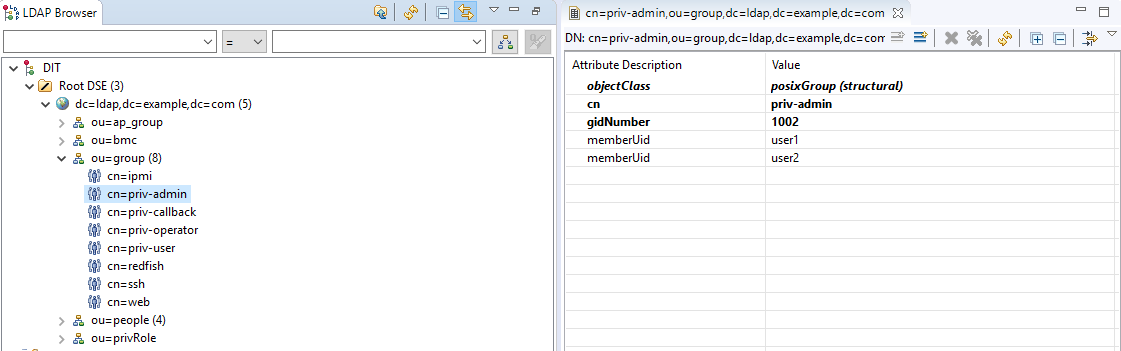 LDAP Browser
=
DIT
Root DSE (3)
dc=ldap,dc=example,dc=com (5)
ou=ap_group
ou=bmc
ou=group (8)
cn=ipmi
cn=priv-admin
cn=priv-callback
cn=priv-operator
cn=priv-user
cn=redfish
cn=ssh
cn=web
ou=people (4)
ou=privRole
cn=priv-admin,ou=group,dc=ldap,dc=example,dc=com
DN: cn=priv-admin,ou=group,dc=ldap,dc=example,dc=com
Attribute Description Value
objectClass posixGroup (structural)
cn priv-admin
gidNumber 1002
memberUid user1
memberUid user2